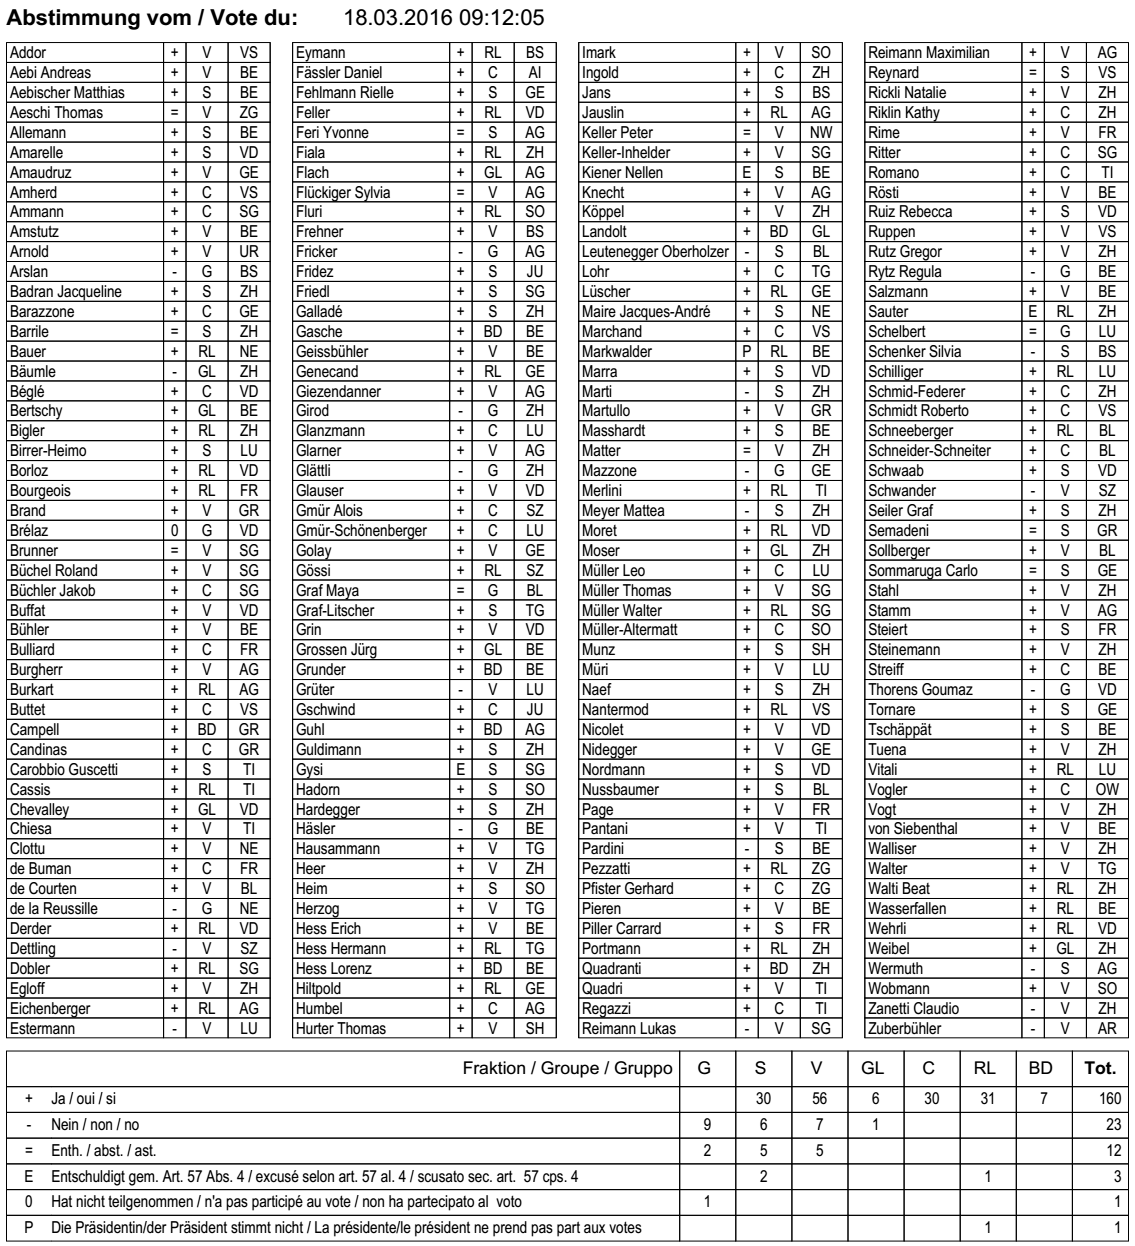 Abstimmung vom / Vote du: 18.03.2016 09:12:05
Addor + V VS
Aebi Andreas + V BE
Aebischer Matthias + S BE
Aeschi Thomas = V ZG
Allemann + S BE
Amarelle + S VD
Amaudruz + V GE
Amherd + C VS
Ammann + C SG
Amstutz + V BE
Arnold + V UR
Arslan - G BS
Badran Jacqueline + S ZH
Barazzone + C GE
Barrile = S ZH
Bauer + RL NE
Bäumle - GL ZH
Béglé + C VD
Bertschy + GL BE
Bigler + RL ZH
Birrer-Heimo + S LU
Borloz + RL VD
Bourgeois + RL FR
Brand + V GR
Brélaz 0 G VD
Brunner = V SG
Büchel Roland + V SG
Büchler Jakob + C SG
Buffat + V VD
Bühler + V BE
Bulliard + C FR
Burgherr + V AG
Burkart + RL AG
Buttet + C VS
Campell + BD GR
Candinas + C GR
Carobbio Guscetti + S TI
Cassis + RL TI
Chevalley + GL VD
Chiesa + V TI
Clottu + V NE
de Buman + C FR
de Courten + V BL
de la Reussille - G NE
Derder + RL VD
Dettling - V SZ
Dobler + RL SG
Egloff + V ZH
Eichenberger + RL AG
Estermann - V LU
Eymann + RL BS
Fässler Daniel + C AI
Fehlmann Rielle + S GE
Feller + RL VD
Feri Yvonne = S AG
Fiala + RL ZH
Flach + GL AG
Flückiger Sylvia = V AG
Fluri + RL SO
Frehner + V BS
Fricker - G AG
Fridez + S JU
Friedl + S SG
Galladé + S ZH
Gasche + BD BE
Geissbühler + V BE
Genecand + RL GE
Giezendanner + V AG
Girod - G ZH
Glanzmann + C LU
Glarner + V AG
Glättli - G ZH
Glauser + V VD
Gmür Alois + C SZ
Gmür-Schönenberger + C LU
Golay + V GE
Gössi + RL SZ
Graf Maya = G BL
Graf-Litscher + S TG
Grin + V VD
Grossen Jürg + GL BE
Grunder + BD BE
Grüter - V LU
Gschwind + C JU
Guhl + BD AG
Guldimann + S ZH
Gysi E S SG
Hadorn + S SO
Hardegger + S ZH
Häsler - G BE
Hausammann + V TG
Heer + V ZH
Heim + S SO
Herzog + V TG
Hess Erich + V BE
Hess Hermann + RL TG
Hess Lorenz + BD BE
Hiltpold + RL GE
Humbel + C AG
Hurter Thomas + V SH
Imark + V SO
Ingold + C ZH
Jans + S BS
Jauslin + RL AG
Keller Peter = V NW
Keller-Inhelder + V SG
Kiener Nellen E S BE
Knecht + V AG
Köppel + V ZH
Landolt + BD GL
Leutenegger Oberholzer - S BL
Lohr + C TG
Lüscher + RL GE
Maire Jacques-André + S NE
Marchand + C VS
Markwalder P RL BE
Marra + S VD
Marti - S ZH
Martullo + V GR
Masshardt + S BE
Matter = V ZH
Mazzone - G GE
Merlini + RL TI
Meyer Mattea - S ZH
Moret + RL VD
Moser + GL ZH
Müller Leo + C LU
Müller Thomas + V SG
Müller Walter + RL SG
Müller-Altermatt + C SO
Munz + S SH
Müri + V LU
Naef + S ZH
Nantermod + RL VS
Nicolet + V VD
Nidegger + V GE
Nordmann + S VD
Nussbaumer + S BL
Page + V FR
Pantani + V TI
Pardini - S BE
Pezzatti + RL ZG
Pfister Gerhard + C ZG
Pieren + V BE
Piller Carrard + S FR
Portmann + RL ZH
Quadranti + BD ZH
Quadri + V TI
Regazzi + C TI
Reimann Lukas - V SG
Reimann Maximilian + V AG
Reynard = S VS
Rickli Natalie + V ZH
Riklin Kathy + C ZH
Rime + V FR
Ritter + C SG
Romano + C TI
Rösti + V BE
Ruiz Rebecca + S VD
Ruppen + V VS
Rutz Gregor + V ZH
Rytz Regula - G BE
Salzmann + V BE
Sauter E RL ZH
Schelbert = G LU
Schenker Silvia - S BS
Schilliger + RL LU
Schmid-Federer + C ZH
Schmidt Roberto + C VS
Schneeberger + RL BL
Schneider-Schneiter + C BL
Schwaab + S VD
Schwander - V SZ
Seiler Graf + S ZH
Semadeni = S GR
Sollberger + V BL
Sommaruga Carlo = S GE
Stahl + V ZH
Stamm + V AG
Steiert + S FR
Steinemann + V ZH
Streiff + C BE
Thorens Goumaz - G VD
Tornare + S GE
Tschäppät + S BE
Tuena + V ZH
Vitali + RL LU
Vogler + C OW
Vogt + V ZH
von Siebenthal + V BE
Walliser + V ZH
Walter + V TG
Walti Beat + RL ZH
Wasserfallen + RL BE
Wehrli + RL VD
Weibel + GL ZH
Wermuth - S AG
Wobmann + V SO
Zanetti Claudio - V ZH
Zuberbühler - V AR
Fraktion / Groupe / Gruppo G S V GL C RL BD Tot.
+ Ja / oui / si 30 56 6 30 31 7 160
- Nein / non / no 9 6 7 1 23
= Enth. / abst. / ast. 2 5 5 12
E Entschuldigt gem. Art. 57 Abs. 4 / excusé selon art. 57 al. 4 / scusato sec. art. 57 cps. 4 2 1 3
0 Hat nicht teilgenommen / n'a pas participé au vote / non ha partecipato al voto 1 1
P Die Präsidentin/der Präsident stimmt nicht / La présidente/le président ne prend pas part aux votes 1 1